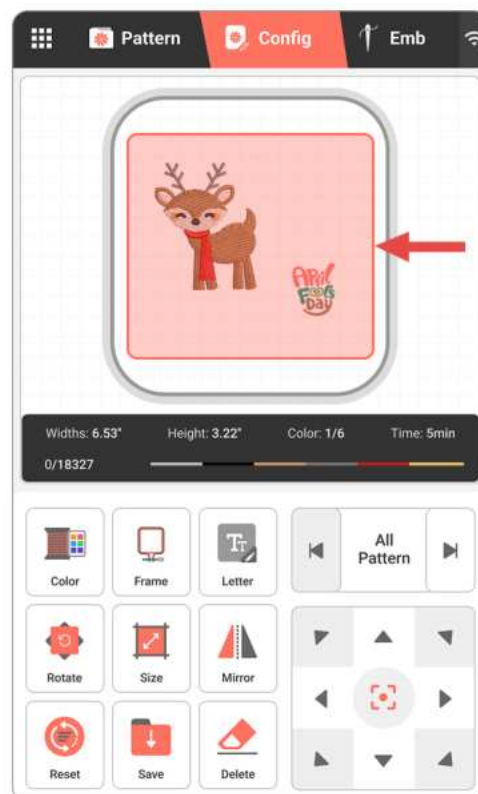 Pattern Config Emb
APRIL
FOOLS
DAY
Widths: 6.53" Height: 3.22" Color: 1/6 Time: 5min
0/18327
Color Frame Letter
All
Pattern
Rotate Size Mirror
Reset Save Delete